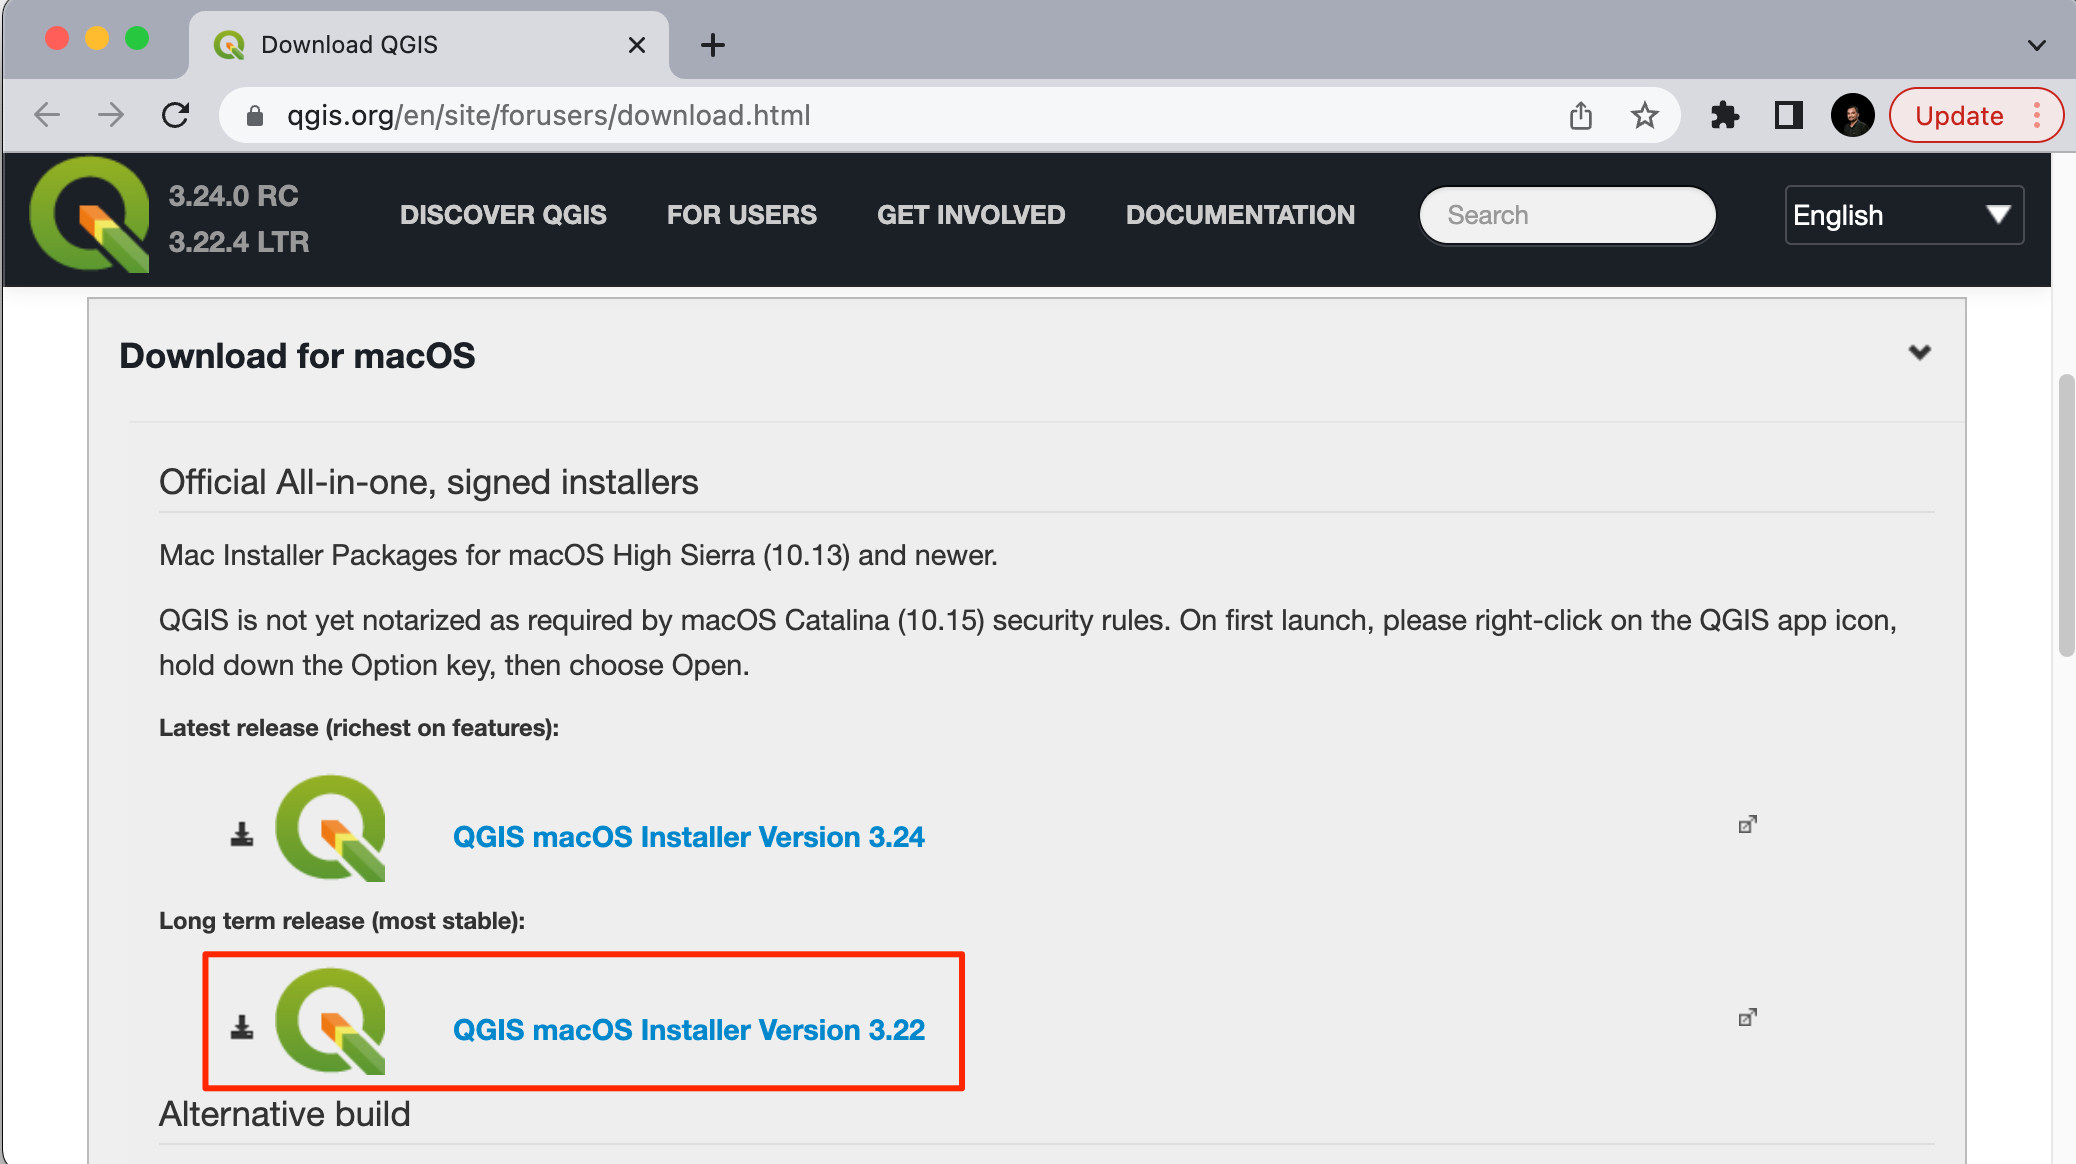 Download QGIS
qgis.org/en/site/forusers/download.html
Update
3.24.0 RC
3.22.4 LTR
DISCOVER QGIS
FOR USERS
GET INVOLVED
DOCUMENTATION
Search
English
Download for macOS
Official All-in-one, signed installers
Mac Installer Packages for macOS High Sierra (10.13) and newer.
QGIS is not yet notarized as required by macOS Catalina (10.15) security rules. On first launch, please right-click on the QGIS app icon,
hold down the Option key, then choose Open.
Latest release (richest on features):
QGIS macOS Installer Version 3.24
Long term release (most stable):
QGIS macOS Installer Version 3.22
Alternative build